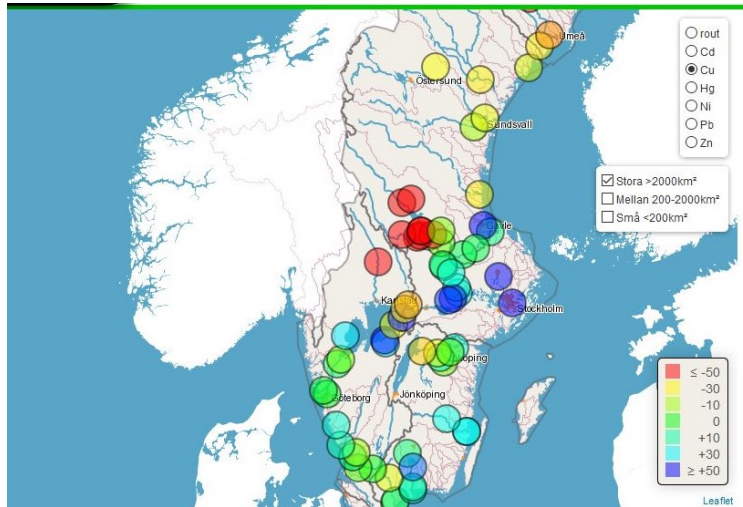 Umeå
Östersund
Sundsvall
Gävle
Karlstad
Stockholm
Göteborg
Jönköping
rout
Cd
Cu
Hg
Ni
Pb
Zn
Stora >2000km²
Mellan 200-2000km²
Små <200km²
≤ -50
-30
-10
0
+10
+30
≥ +50
Leaflet